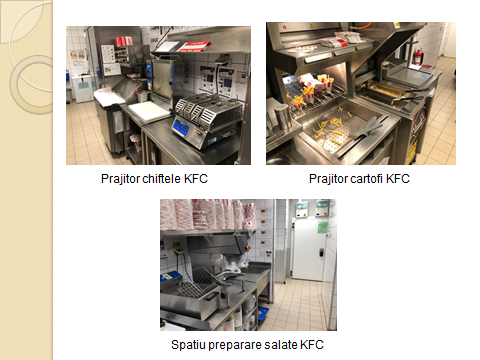 Prajitor chiftele KFC
Prajitor cartofi KFC
Spatiu preparare salate KFC